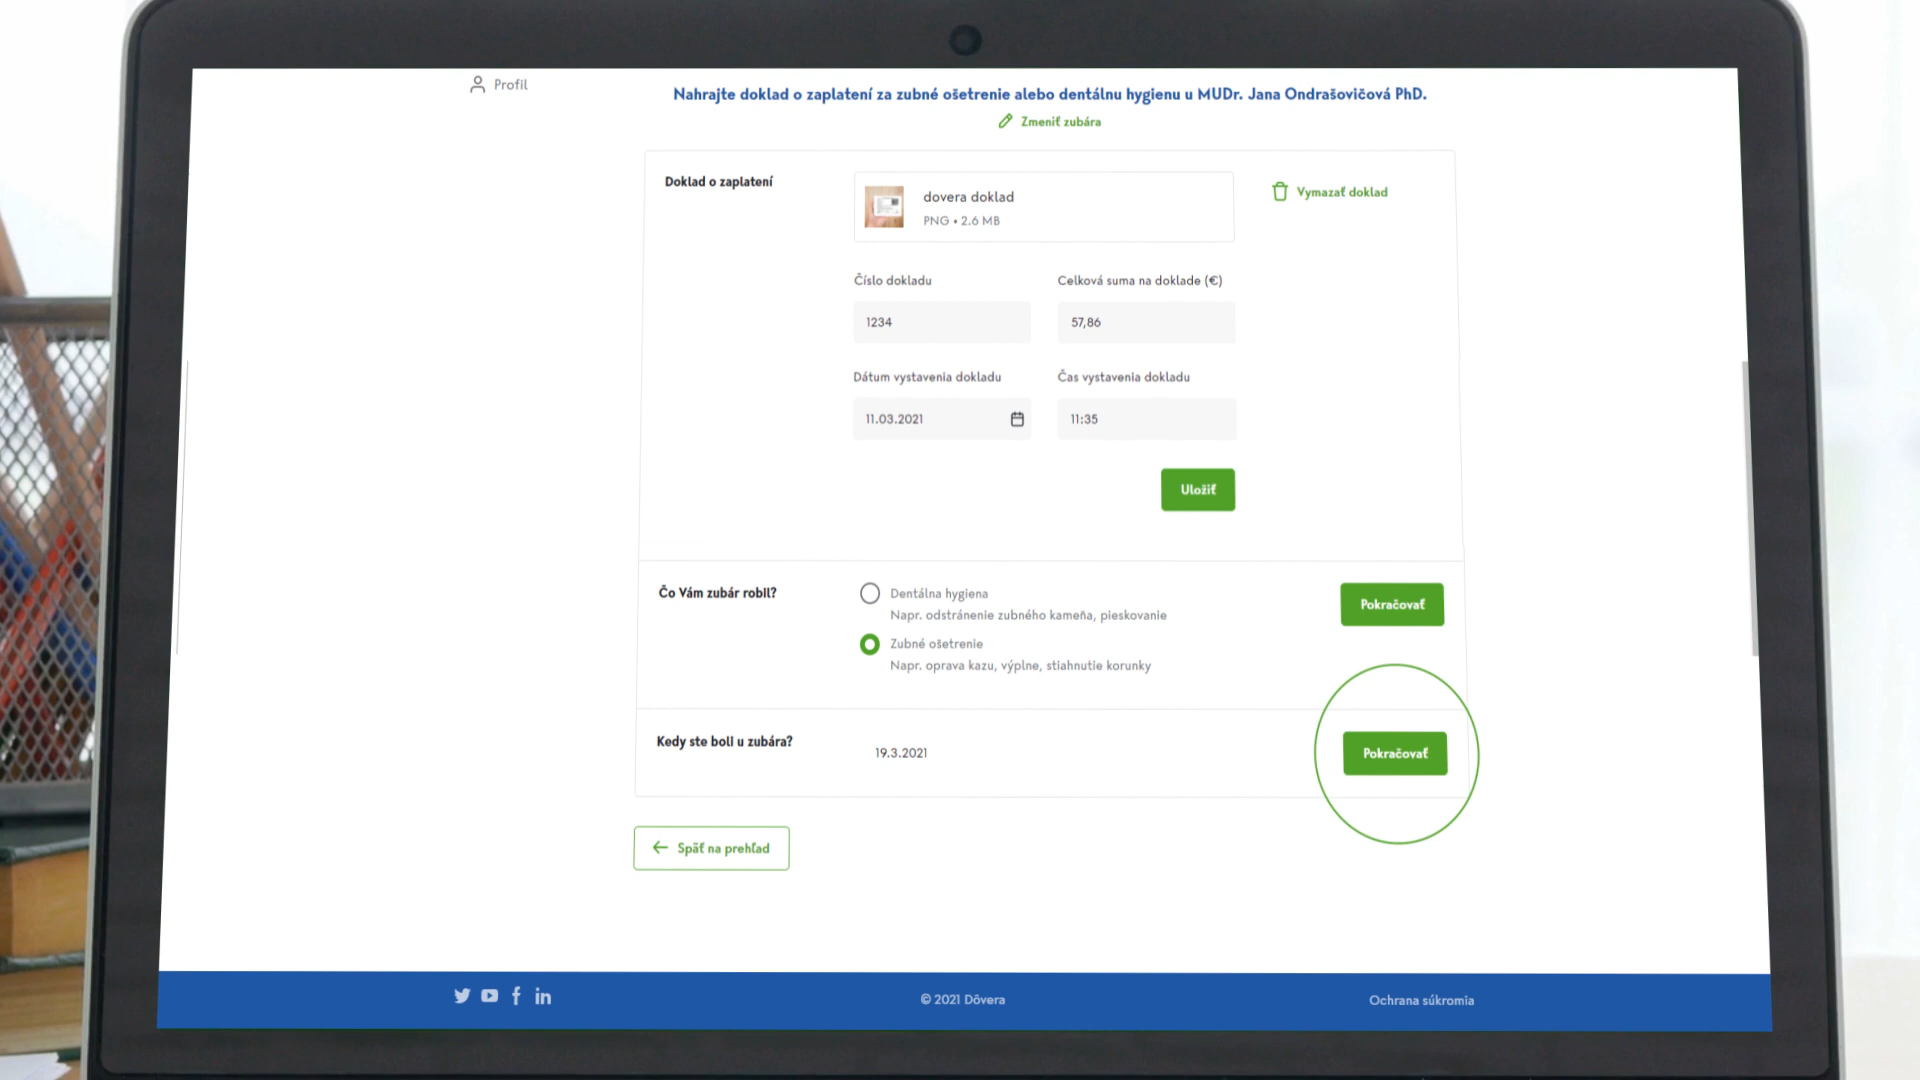 Profil
Nahrajte doklad o zaplatení za zubné ošetrenie alebo dentálnu hygienu u MUDr. Jana Ondrašovičová PhD.
Zmeniť zubára
Doklad o zaplatení
dovera doklad
PNG • 2.6 MB
Vymazať doklad
Číslo dokladu
Celková suma na doklade (€)
1234
57,86
Dátum vystavenia dokladu
Čas vystavenia dokladu
11.03.2021
11:35
Uložiť
Čo Vám zubár robil?
Dentálna hygiena
Napr. odstránenie zubného kameňa, pieskovanie
Pokračovať
Zubné ošetrenie
Napr. oprava kazu, výplne, stiahnutie korunky
Kedy ste boli u zubára?
19.3.2021
Pokračovať
Späť na prehľad
© 2021 Dôvera
Ochrana súkromia